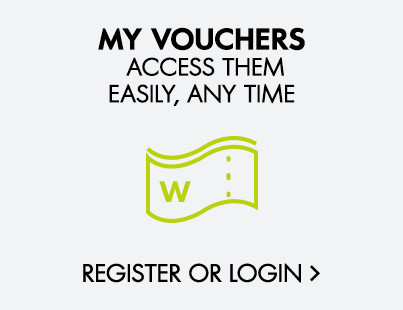 MY VOUCHERS
ACCESS THEM
EASILY, ANY TIME
W
REGISTER OR LOGIN >